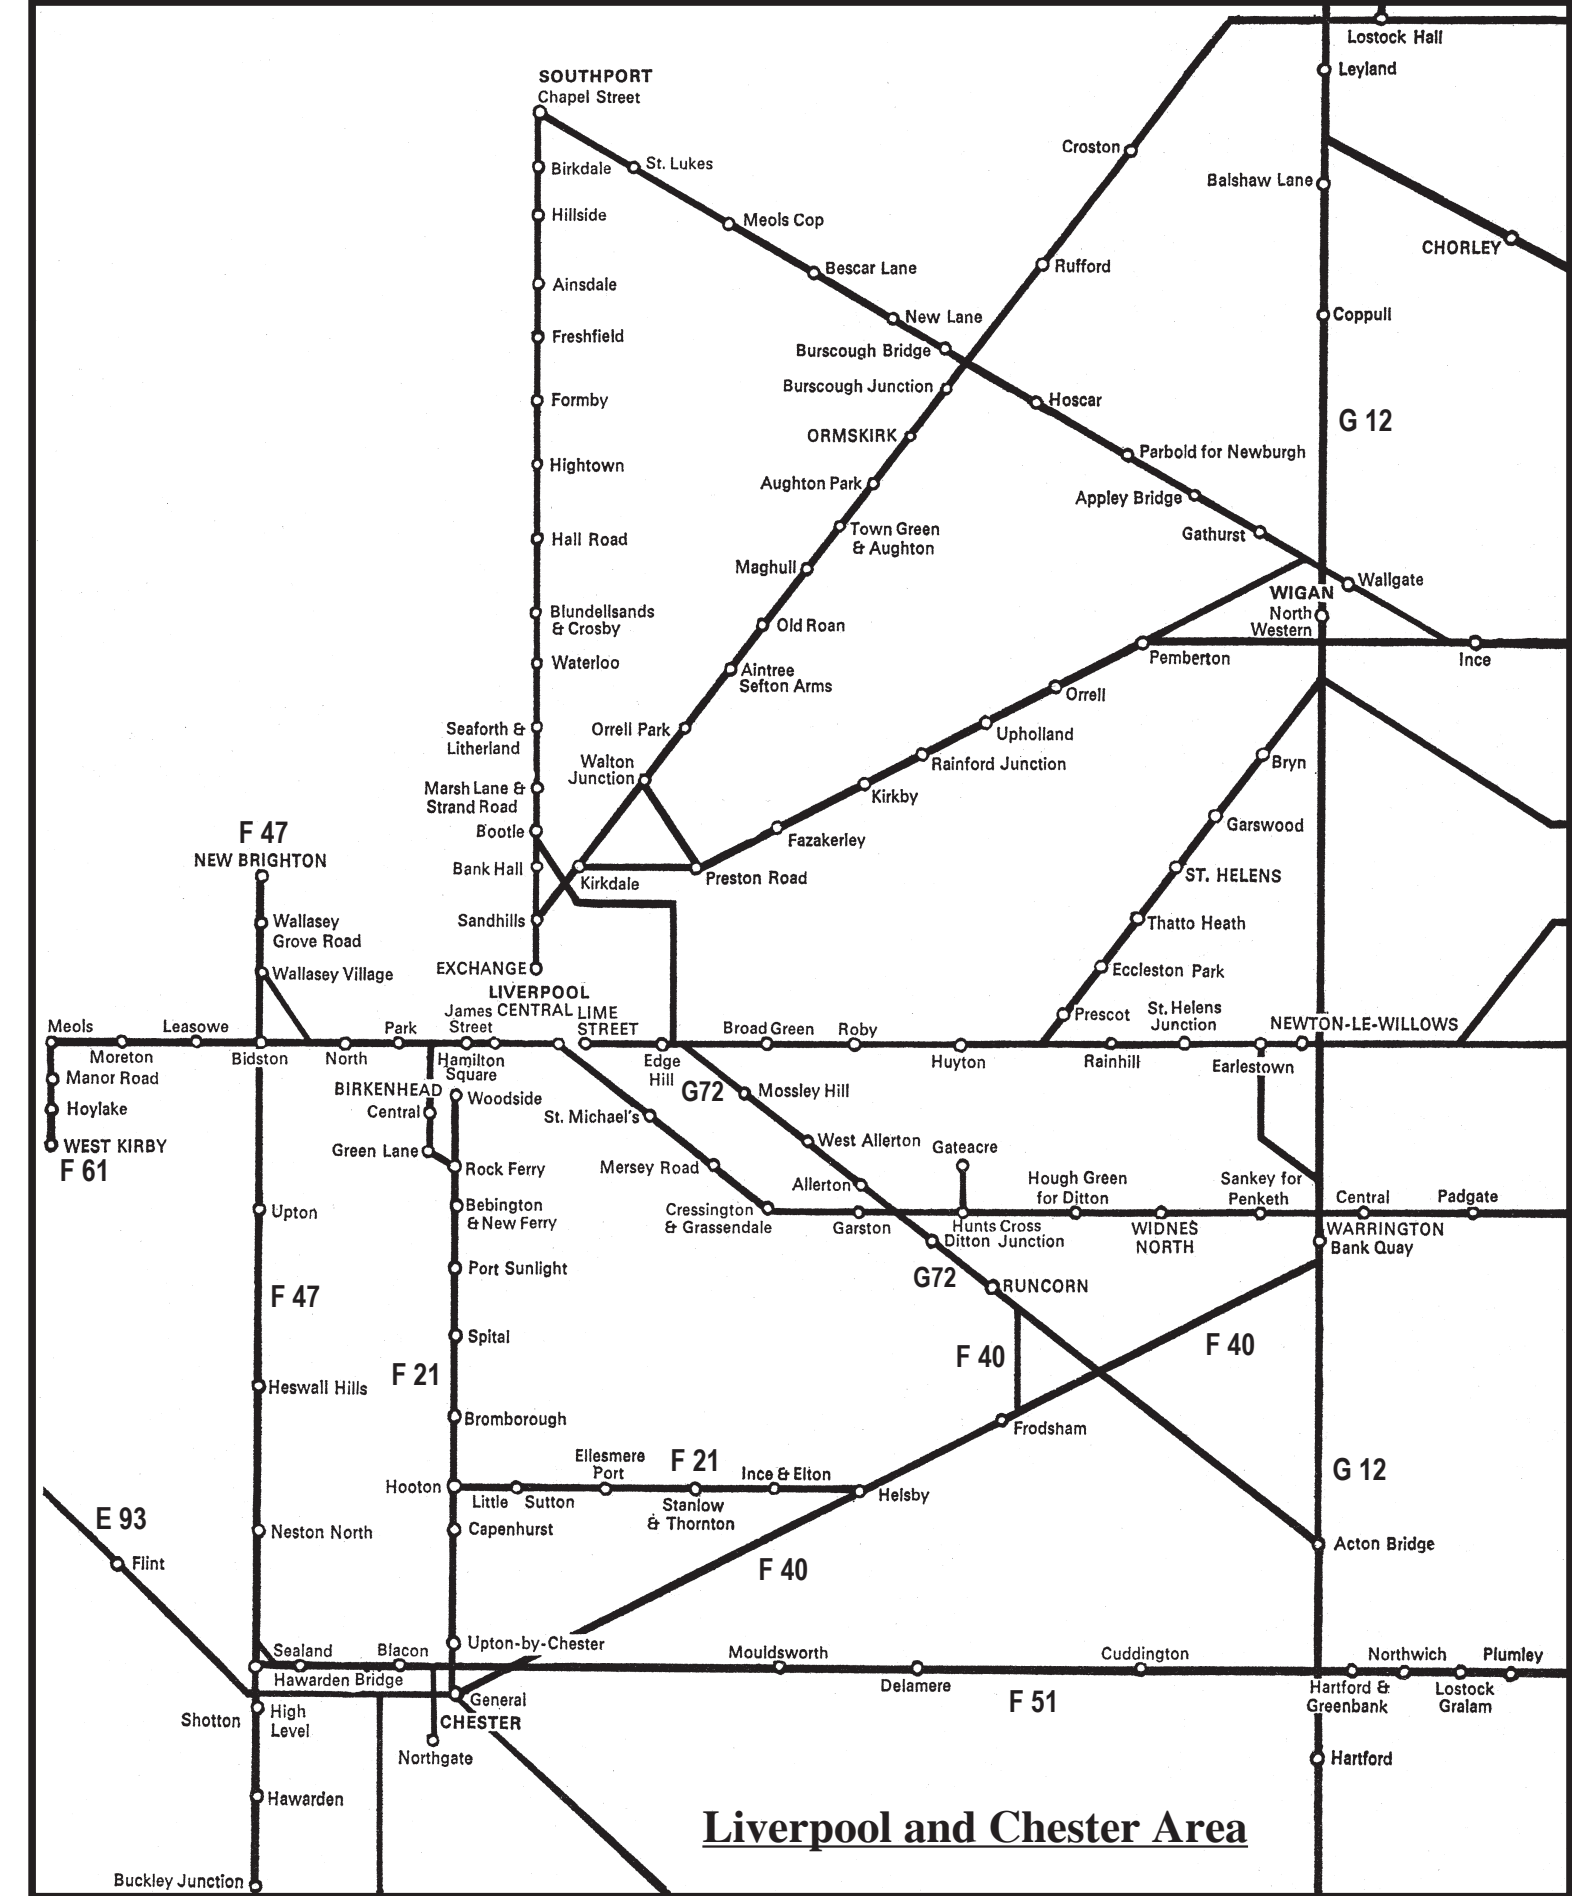 Lostock Hall
Leyland
SOUTHPORT
Chapel Street
Croston
Birkdale
St. Lukes
Balshaw Lane
Hillside
Meols Cop
CHORLEY
Bescar Lane
Rufford
Ainsdale
New Lane
Coppull
Freshfield
Burscough Bridge
Burscough Junction
Formby
Hoscar
G 12
ORMSKIRK
Parbold for Newburgh
Hightown
Aughton Park
Appley Bridge
Town Green
& Aughton
Gathurst
Hall Road
Maghull
Wallgate
WIGAN
North
Western
Blundellsands
& Crosby
Old Roan
Waterloo
Pemberton
Ince
Aintree
Sefton Arms
Orrell
Seaforth &
Litherland
Orrell Park
Upholland
Walton
Junction
Rainford Junction
Bryn
Marsh Lane &
Strand Road
Kirkby
Garswood
Bootle
F 47
NEW BRIGHTON
Fazakerley
Bank Hall
Kirkdale
Preston Road
ST. HELENS
Wallasey
Grove Road
Sandhills
Thatto Heath
Wallasey Village
EXCHANGE
Eccleston Park
LIVERPOOL
CENTRAL
LIME
STREET
James
Street
Prescot
St. Helens
Junction
NEWTON-LE-WILLOWS
Meols
Leasowe
Park
Broad Green
Roby
Moreton
Bidston
North
Hamilton
Square
Edge
Hill
Huyton
Rainhill
Earlestown
Manor Road
BIRKENHEAD
Woodside
G72
Mossley Hill
Hoylake
Central
St. Michael's
WEST KIRBY
Green Lane
West Allerton
Gateacre
F 61
Rock Ferry
Mersey Road
Allerton
Hough Green
for Ditton
Sankey for
Penketh
Central
Padgate
Upton
Bebington
& New Ferry
Cressington
& Grassendale
Garston
Hunts Cross
Ditton Junction
WIDNES
NORTH
WARRINGTON
Bank Quay
Port Sunlight
G72
RUNCORN
F 47
Spital
F 40
F 40
F 21
Heswall Hills
Bromborough
Frodsham
Hooton
Little Sutton
Ellesmere
Port
F 21
Stanlow
& Thornton
Ince & Elton
Helsby
G 12
E 93
Neston North
Capenhurst
Acton Bridge
Flint
F 40
Sealand
Blacon
Upton-by-Chester
Mouldsworth
Cuddington
Northwich
Plumley
Hawarden Bridge
Delamere
Hartford &
Greenbank
Lostock
Gralam
Shotton
High
Level
General
CHESTER
F 51
Northgate
Hartford
Hawarden
Liverpool and Chester Area
Buckley Junction